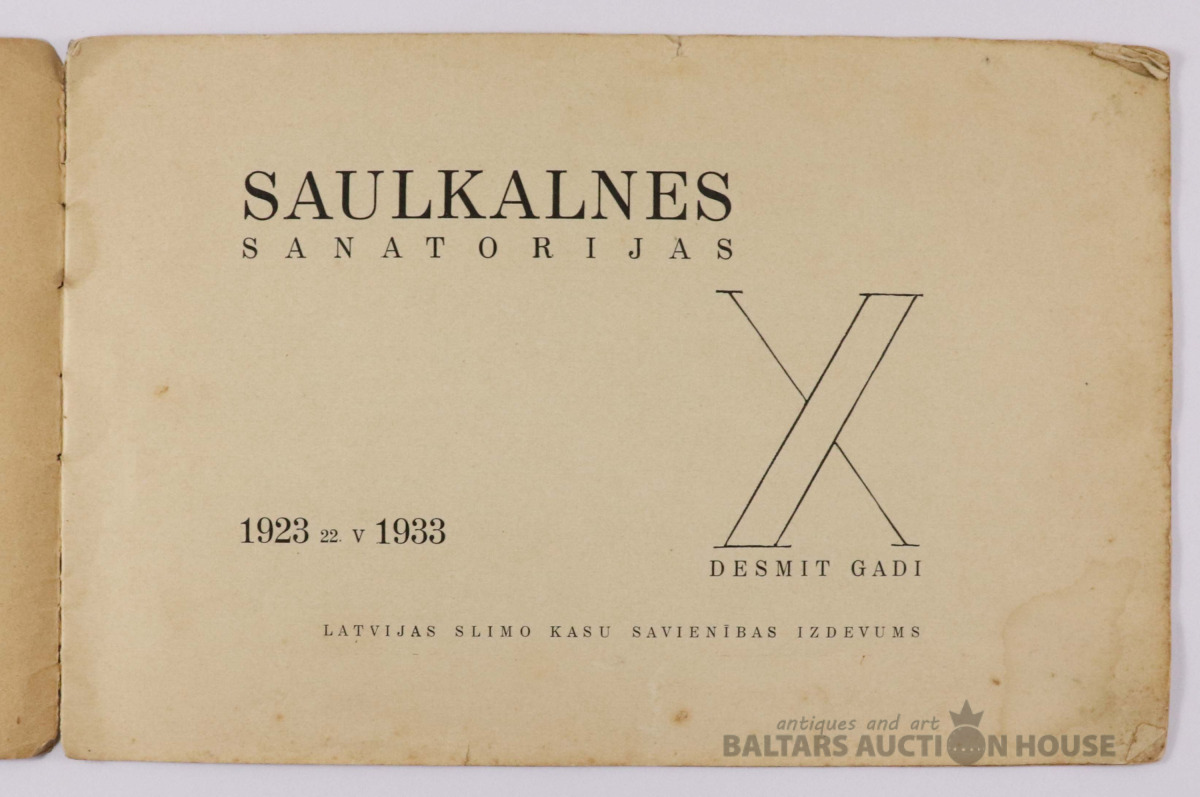 SAULKALNES
SANATORIJAS
X
1923 22. V 1933
DESMIT GADI
LATVIJAS SLIMO KASU SAVIENĪBAS IZDEVUMS
antiques and art
BALTARS AUCTION HOUSE